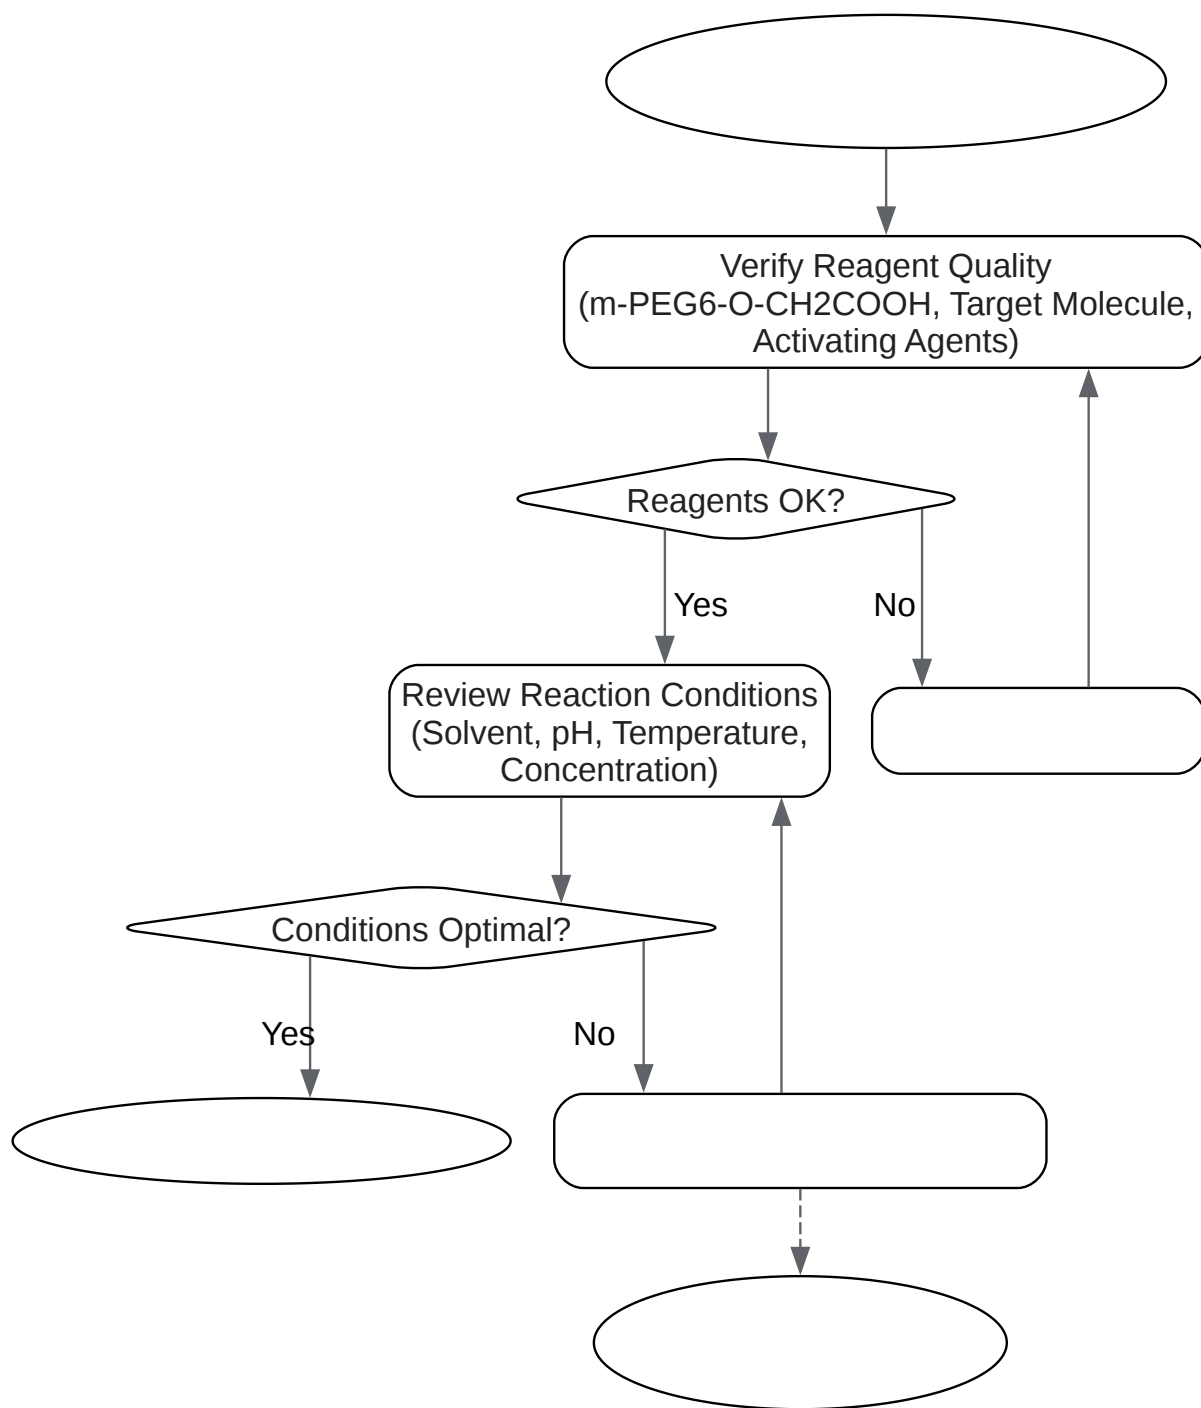 Verify Reagent Quality
(m-PEG6-O-CH2COOH, Target Molecule,
Activating Agents)
Reagents OK?
Yes
No
Review Reaction Conditions
(Solvent, pH, Temperature,
Concentration)
Conditions Optimal?
Yes
No